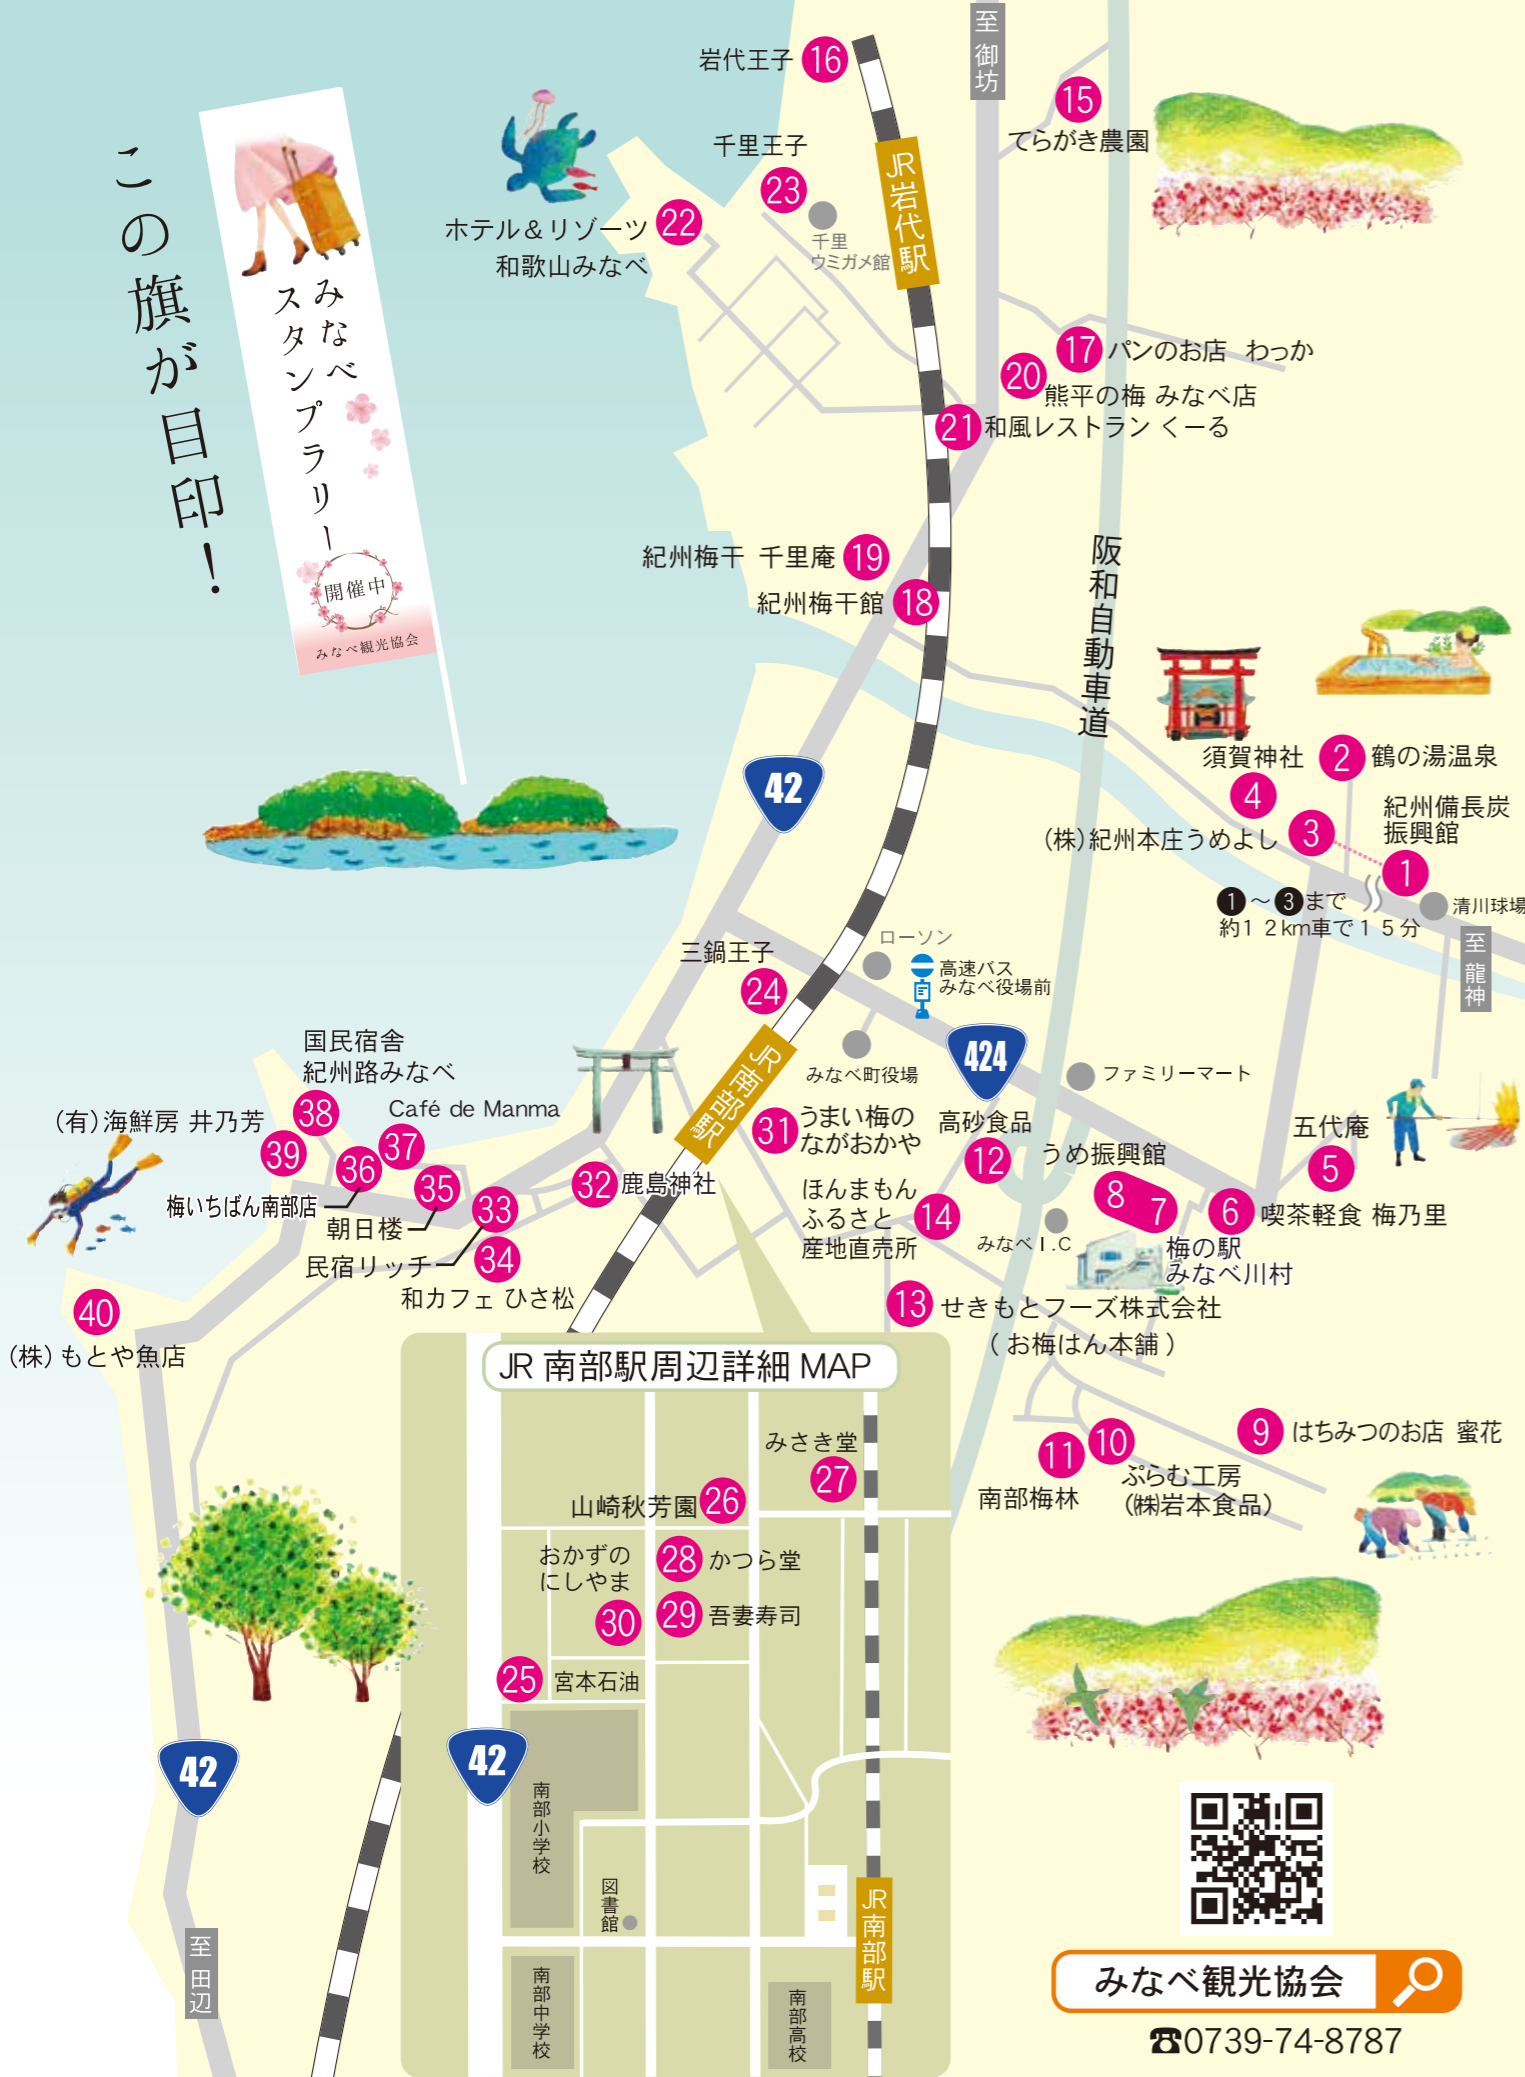 この旗が目印！
みなべ
スタンプラリー
開催中
みなべ観光協会
岩代王子 16
至 御坊
15
てらがき農園
千里王子
23
JR岩代駅
千里
ウミガメ館
ホテル＆リゾーツ 22
和歌山みなべ
17 パンのお店 わっか
20 熊平の梅 みなべ店
21 和風レストラン くーる
紀州梅干 千里庵 19
紀州梅干館 18
阪和自動車道
42
須賀神社
4
2 鶴の湯温泉
(株)紀州本庄うめよし 3
紀州備長炭
振興館
1
1～3まで
約12km車で15分
清川球場
至 龍神
三鍋王子
24
ローソン
高速バス
みなべ役場前
みなべ町役場
424
ファミリーマート
JR南部駅
国民宿舎
紀州路みなべ
38
(有)海鮮房 井乃芳
39
Café de Manma
37
36
梅いちばん南部店
35
朝日楼
33
民宿リッチ
34
和カフェ ひさ松
32 鹿島神社
31 うまい梅の
ながおかや
高砂食品
12
うめ振興館
8 7
梅の駅
みなべ川村
6 喫茶軽食 梅乃里
五代庵
5
ほんまもん
ふるさと
産地直売所
14
みなべI.C
13 せきもとフーズ株式会社
(お梅はん本舗)
40
(株)もとや魚店
9 はちみつのお店 蜜花
10
ぷらむ工房
(㈱岩本食品)
11
南部梅林
JR 南部駅周辺詳細 MAP
みさき堂
27
山崎秋芳園 26
おかずの
にしやま
30
28 かつら堂
29 吾妻寿司
25 宮本石油
42
42
南部小学校
図書館
南部中学校
南部高校
JR南部駅
至 田辺
みなべ観光協会
☎0739-74-8787